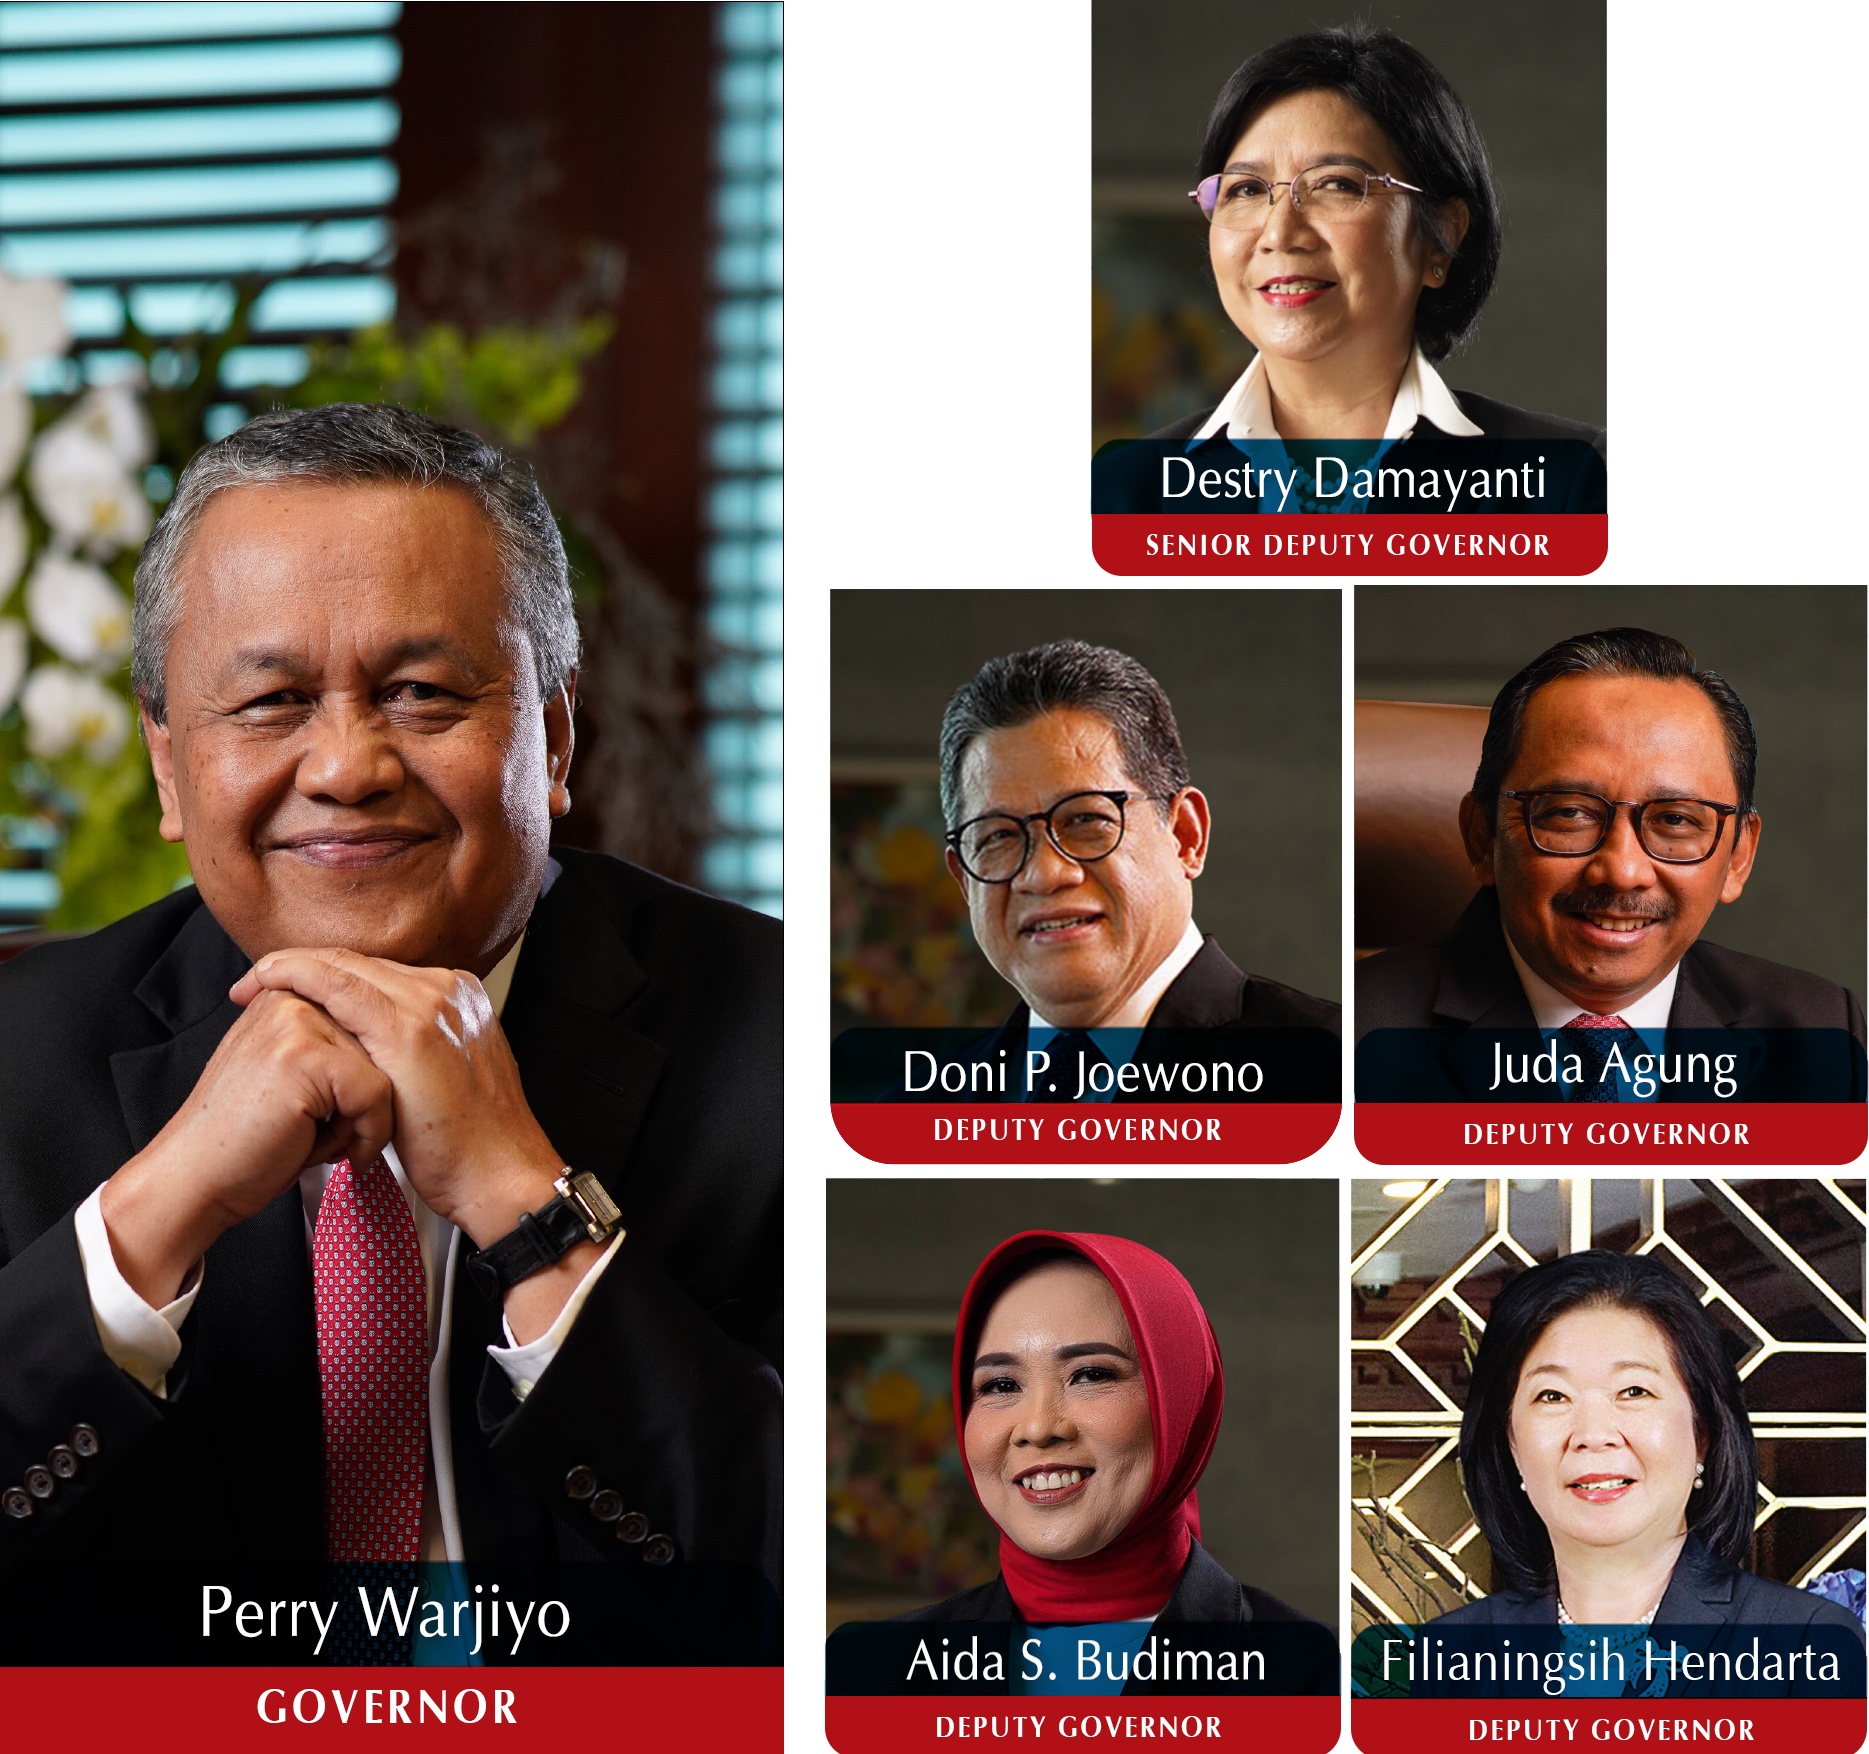 Perry Warjiyo
GOVERNOR
Destry Damayanti
SENIOR DEPUTY GOVERNOR
Doni P. Joewono
DEPUTY GOVERNOR
Juda Agung
DEPUTY GOVERNOR
Aida S. Budiman
DEPUTY GOVERNOR
Filianingsih Hendarta
DEPUTY GOVERNOR